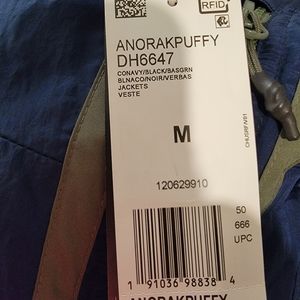 RFID
ANORAKPUFFY
DH6647
CONAVY/BLACK/BASGRN
BLNACO/NOIR/VERBAS
JACKETS
VESTE
M
120629910
50
666
UPC
1 91036 98838 4
ANORAKPUFFY